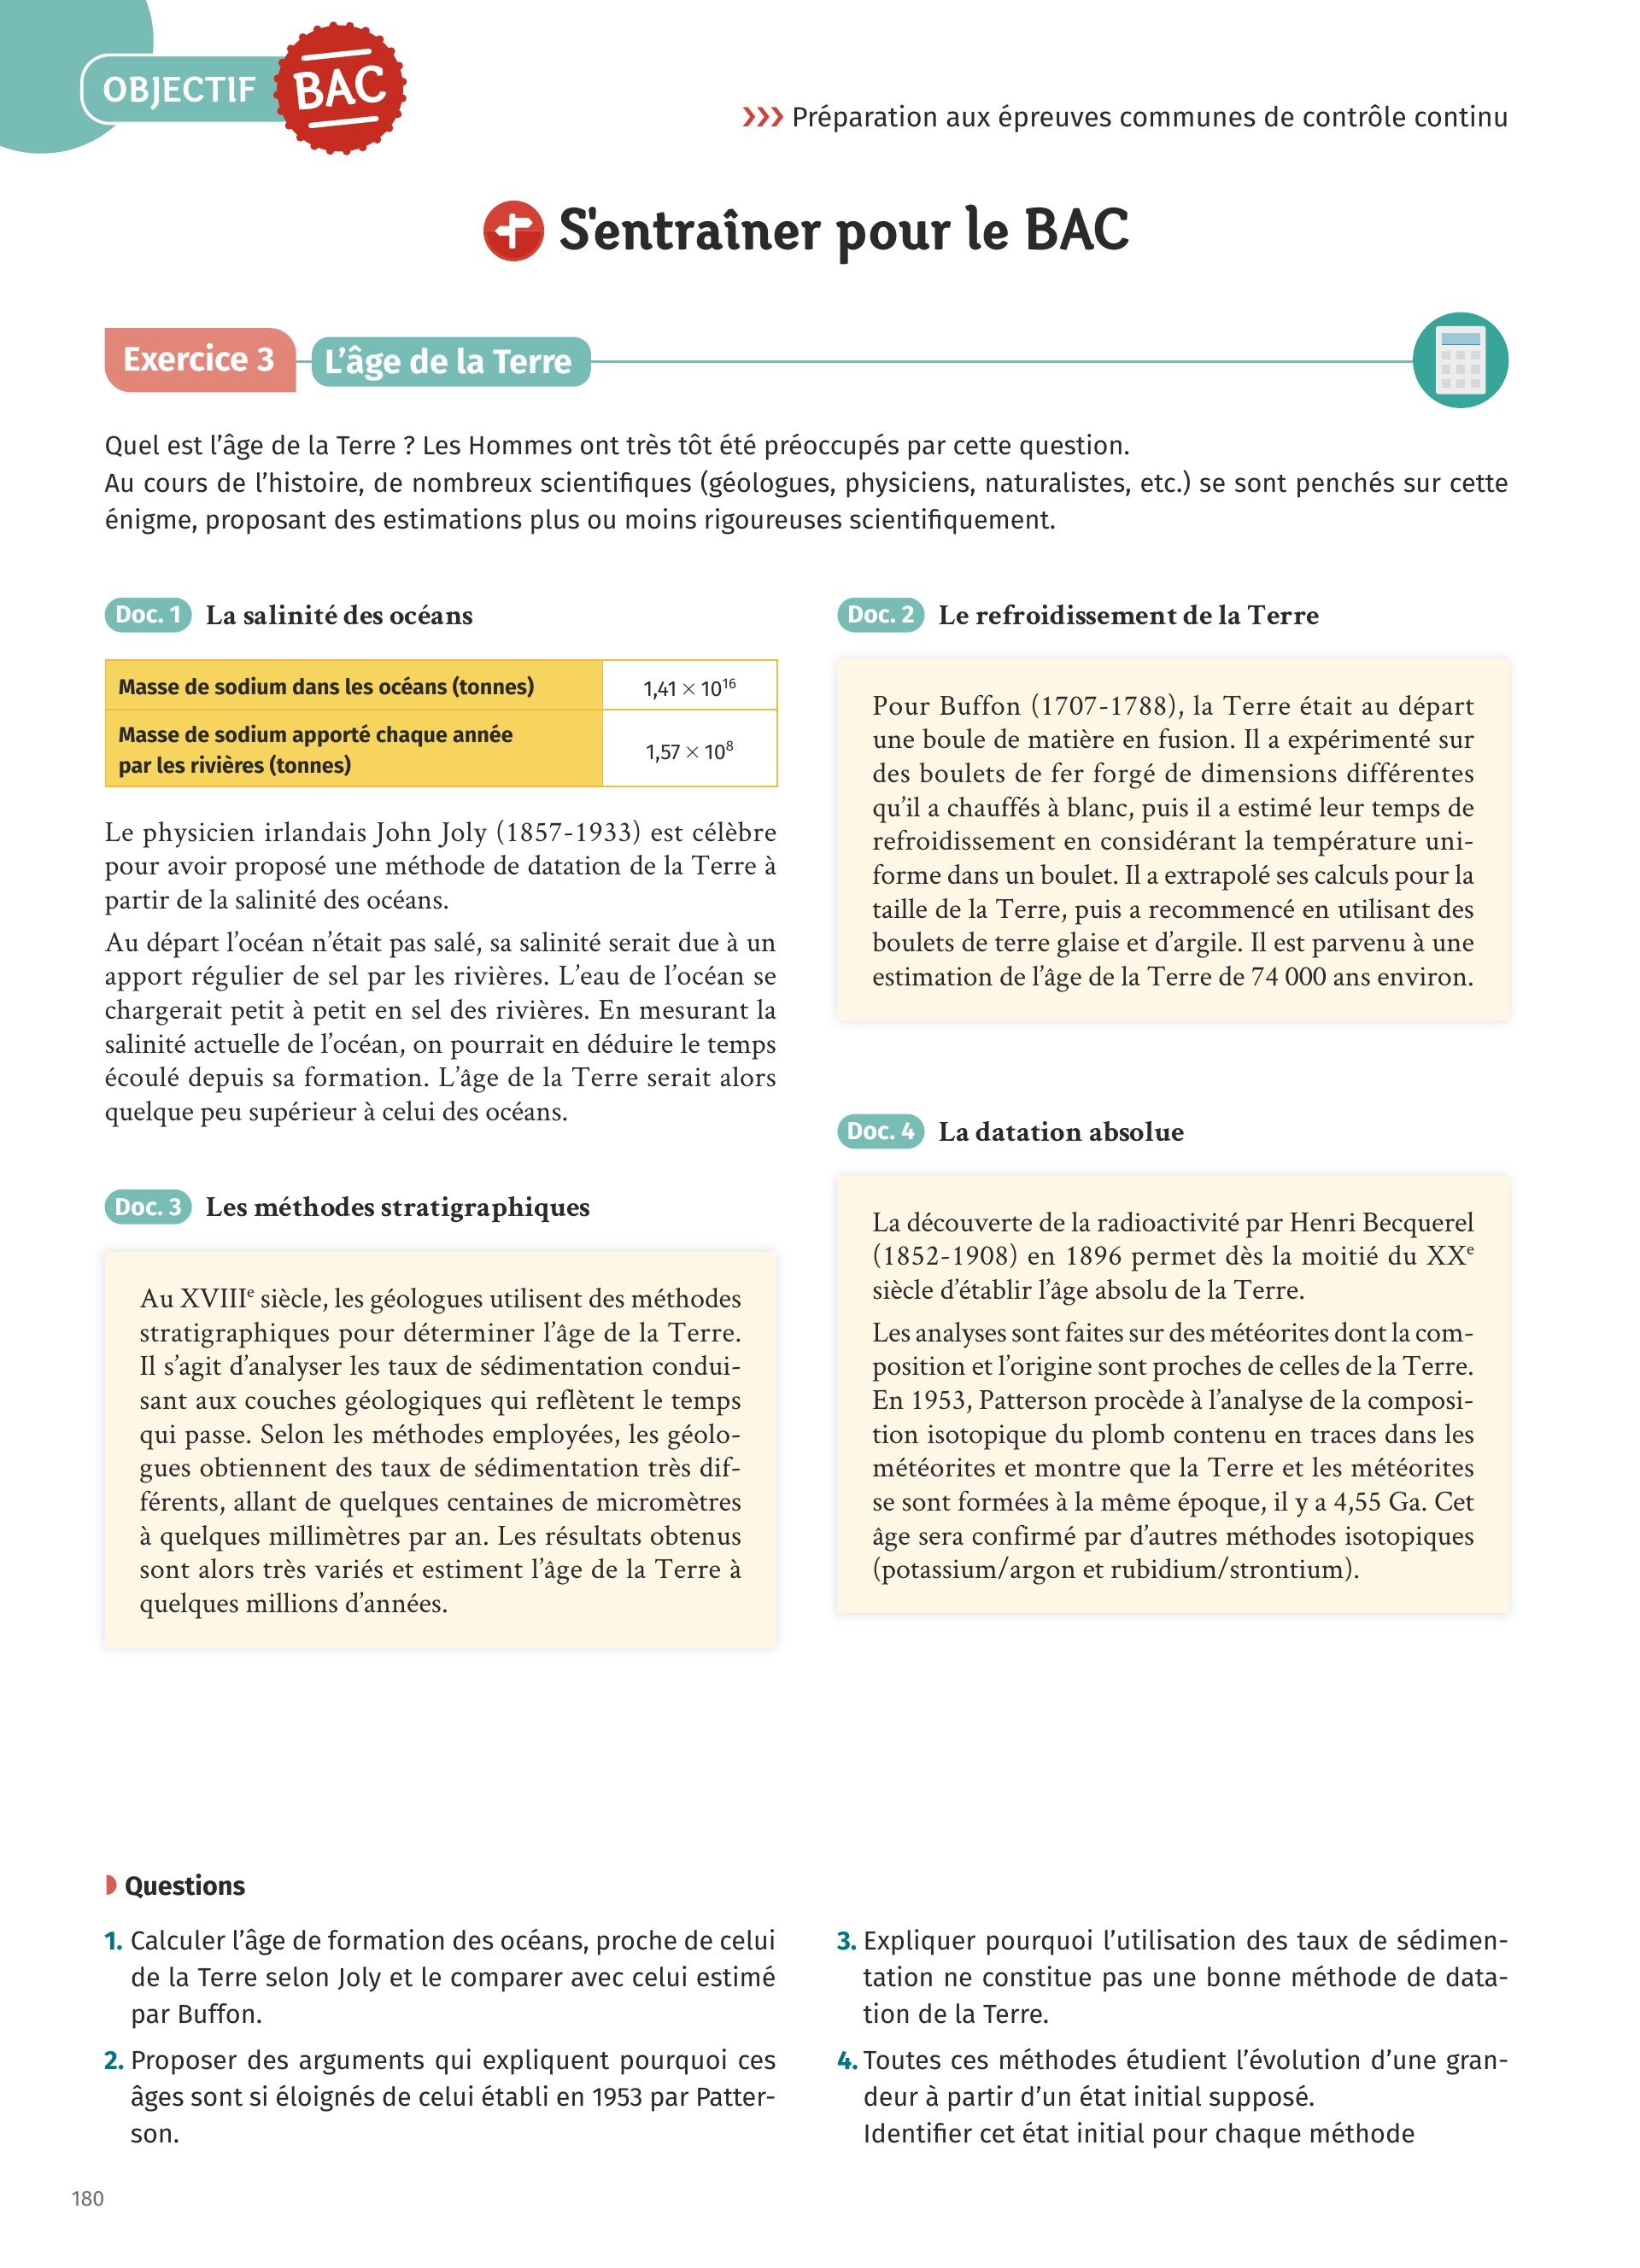 OBJECTIF
BAC
Préparation aux épreuves communes de contrôle continu
S'entraîner pour le BAC
Exercice 3
L’âge de la Terre
Quel est l’âge de la Terre ? Les Hommes ont très tôt été préoccupés par cette question.
Au cours de l’histoire, de nombreux scientifiques (géologues, physiciens, naturalistes, etc.) se sont penchés sur cette
énigme, proposant des estimations plus ou moins rigoureuses scientifiquement.
Doc. 1 La salinité des océans
Masse de sodium dans les océans (tonnes) 1,41 × 10¹⁶
Masse de sodium apporté chaque année
par les rivières (tonnes) 1,57 × 10⁸
Le physicien irlandais John Joly (1857-1933) est célèbre
pour avoir proposé une méthode de datation de la Terre à
partir de la salinité des océans.
Au départ l’océan n’était pas salé, sa salinité serait due à un
apport régulier de sel par les rivières. L’eau de l’océan se
chargerait petit à petit en sel des rivières. En mesurant la
salinité actuelle de l’océan, on pourrait en déduire le temps
écoulé depuis sa formation. L’âge de la Terre serait alors
quelque peu supérieur à celui des océans.
Doc. 2 Le refroidissement de la Terre
Pour Buffon (1707-1788), la Terre était au départ
une boule de matière en fusion. Il a expérimenté sur
des boulets de fer forgé de dimensions différentes
qu’il a chauffés à blanc, puis il a estimé leur temps de
refroidissement en considérant la température uni-
forme dans un boulet. Il a extrapolé ses calculs pour la
taille de la Terre, puis a recommencé en utilisant des
boulets de terre glaise et d’argile. Il est parvenu à une
estimation de l’âge de la Terre de 74 000 ans environ.
Doc. 3 Les méthodes stratigraphiques
Au XVIIIᵉ siècle, les géologues utilisent des méthodes
stratigraphiques pour déterminer l’âge de la Terre.
Il s’agit d’analyser les taux de sédimentation condui-
sant aux couches géologiques qui reflètent le temps
qui passe. Selon les méthodes employées, les géolo-
gues obtiennent des taux de sédimentation très dif-
férents, allant de quelques centaines de micromètres
à quelques millimètres par an. Les résultats obtenus
sont alors très variés et estiment l’âge de la Terre à
quelques millions d’années.
Doc. 4 La datation absolue
La découverte de la radioactivité par Henri Becquerel
(1852-1908) en 1896 permet dès la moitié du XXᵉ
siècle d’établir l’âge absolu de la Terre.
Les analyses sont faites sur des météorites dont la com-
position et l’origine sont proches de celles de la Terre.
En 1953, Patterson procède à l’analyse de la composi-
tion isotopique du plomb contenu en traces dans les
météorites et montre que la Terre et les météorites
se sont formées à la même époque, il y a 4,55 Ga. Cet
âge sera confirmé par d’autres méthodes isotopiques
(potassium/argon et rubidium/strontium).
Questions
1. Calculer l’âge de formation des océans, proche de celui
de la Terre selon Joly et le comparer avec celui estimé
par Buffon.
2. Proposer des arguments qui expliquent pourquoi ces
âges sont si éloignés de celui établi en 1953 par Patter-
son.
3. Expliquer pourquoi l’utilisation des taux de sédimen-
tation ne constitue pas une bonne méthode de data-
tion de la Terre.
4. Toutes ces méthodes étudient l’évolution d’une gran-
deur à partir d’un état initial supposé.
Identifier cet état initial pour chaque méthode
180